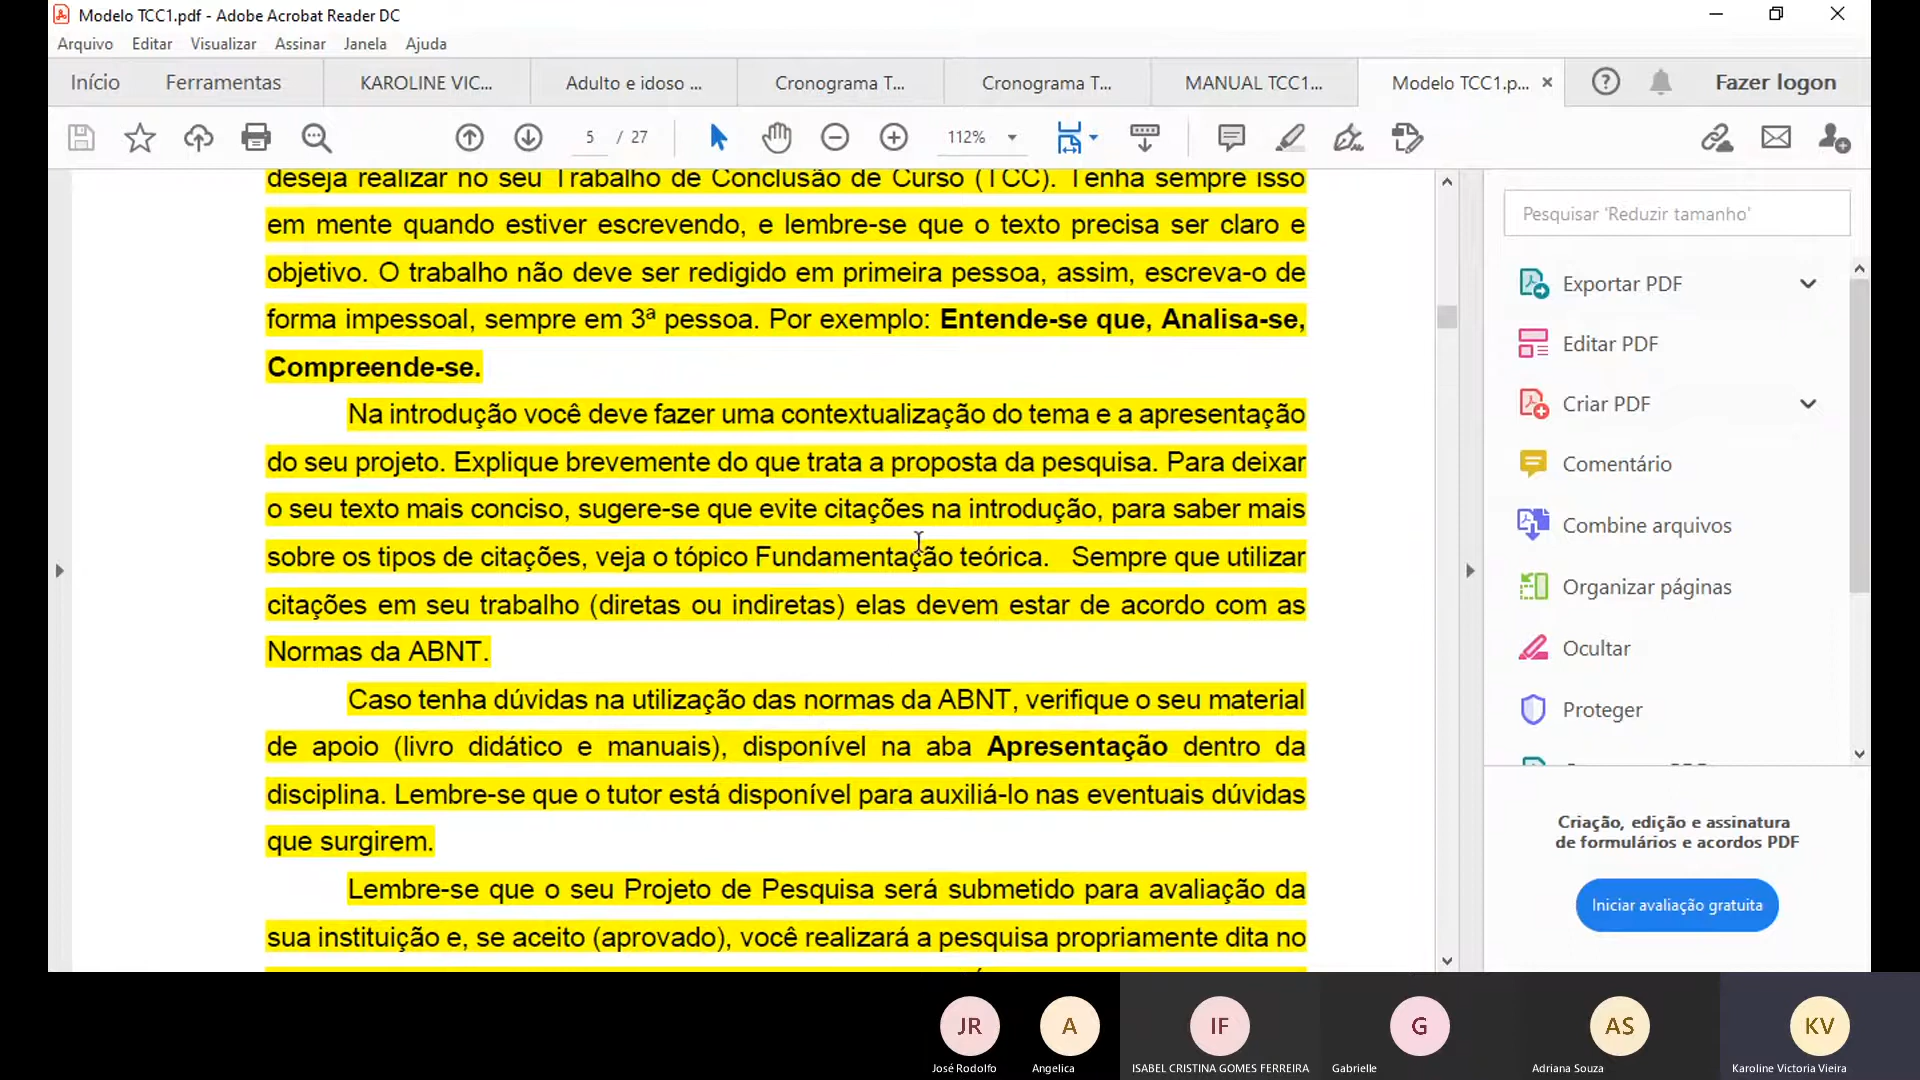 Modelo TCC1.pdf - Adobe Acrobat Reader DC
Arquivo Editar Visualizar Assinar Janela Ajuda
Início Ferramentas KAROLINE VIC... Adulto e idoso ... Cronograma T... Cronograma T... MANUAL TCC1... Modelo TCC1.p... Fazer logon
5 / 27 112%
deseja realizar no seu Trabalho de Conclusão de Curso (TCC). Tenha sempre isso
em mente quando estiver escrevendo, e lembre-se que o texto precisa ser claro e
objetivo. O trabalho não deve ser redigido em primeira pessoa, assim, escreva-o de
forma impessoal, sempre em 3ª pessoa. Por exemplo: Entende-se que, Analisa-se,
Compreende-se.
Na introdução você deve fazer uma contextualização do tema e a apresentação
do seu projeto. Explique brevemente do que trata a proposta da pesquisa. Para deixar
o seu texto mais conciso, sugere-se que evite citações na introdução, para saber mais
sobre os tipos de citações, veja o tópico Fundamentação teórica. Sempre que utilizar
citações em seu trabalho (diretas ou indiretas) elas devem estar de acordo com as
Normas da ABNT.
Caso tenha dúvidas na utilização das normas da ABNT, verifique o seu material
de apoio (livro didático e manuais), disponível na aba Apresentação dentro da
disciplina. Lembre-se que o tutor está disponível para auxiliá-lo nas eventuais dúvidas
que surgirem.
Lembre-se que o seu Projeto de Pesquisa será submetido para avaliação da
sua instituição e, se aceito (aprovado), você realizará a pesquisa propriamente dita no
Pesquisar 'Reduzir tamanho'
Exportar PDF
Editar PDF
Criar PDF
Comentário
Combine arquivos
Organizar páginas
Ocultar
Proteger
Criação, edição e assinatura
de formulários e acordos PDF
Iniciar avaliação gratuita
JR A IF G AS KV
José Rodolfo Angelica ISABEL CRISTINA GOMES FERREIRA Gabrielle Adriana Souza Karoline Victoria Vieira